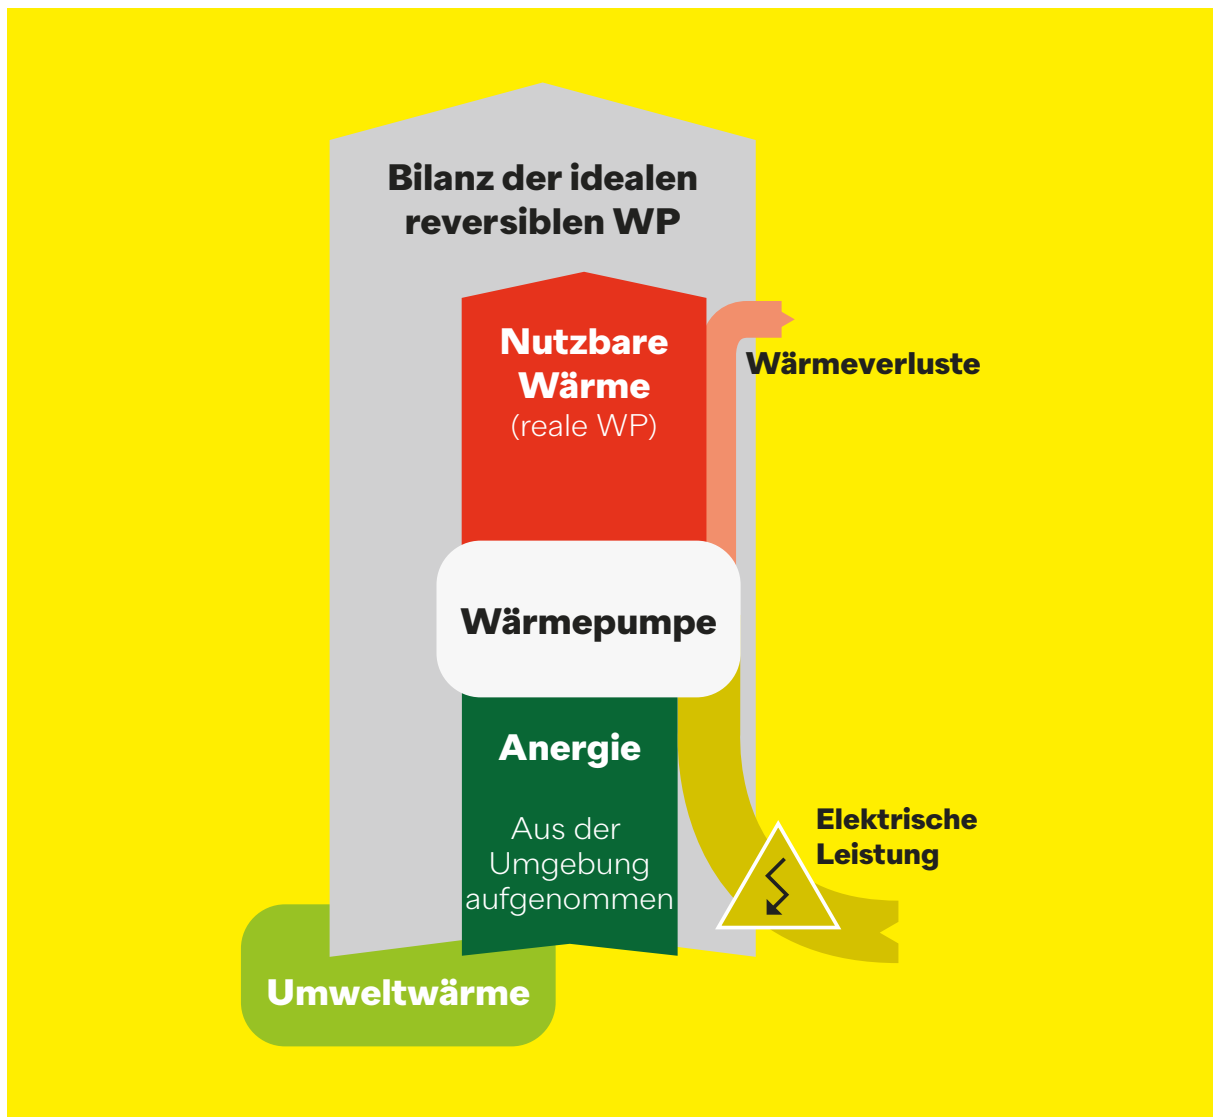 Bilanz der idealen
reversiblen WP
Nutzbare
Wärme
(reale WP)
Wärmeverluste
Wärmepumpe
Anergie
Aus der
Umgebung
aufgenommen
Elektrische
Leistung
Umweltwärme